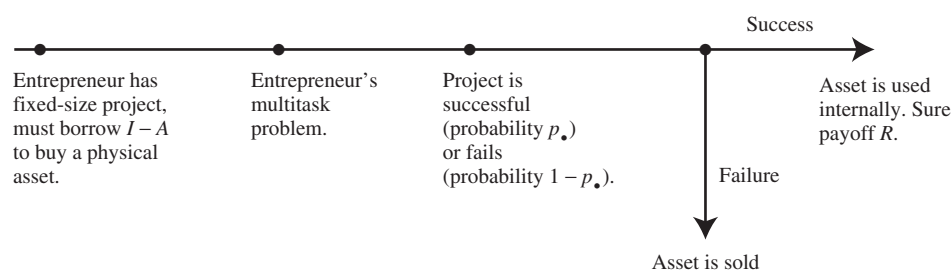 Success
Entrepreneur has
fixed-size project,
must borrow I – A
to buy a physical
asset.
Entrepreneur's
multitask
problem.
Project is
successful
(probability p•)
or fails
(probability 1 – p•).
Asset is used
internally. Sure
payoff R.
Failure
Asset is sold